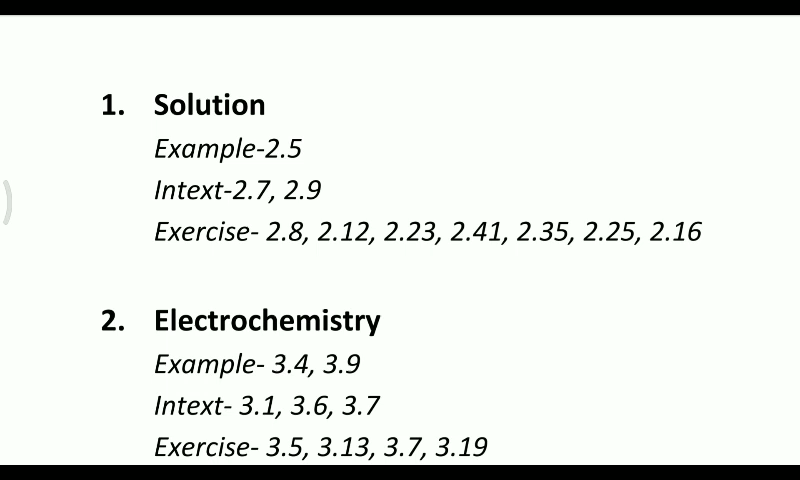 1. Solution
Example-2.5
Intext-2.7, 2.9
Exercise- 2.8, 2.12, 2.23, 2.41, 2.35, 2.25, 2.16
2. Electrochemistry
Example- 3.4, 3.9
Intext- 3.1, 3.6, 3.7
Exercise- 3.5, 3.13, 3.7, 3.19